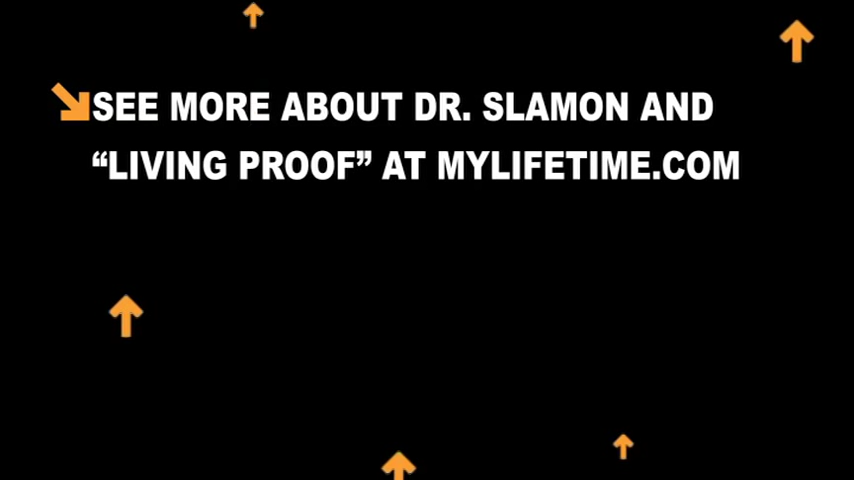 SEE MORE ABOUT DR. SLAMON AND
“LIVING PROOF” AT MYLIFETIME.COM